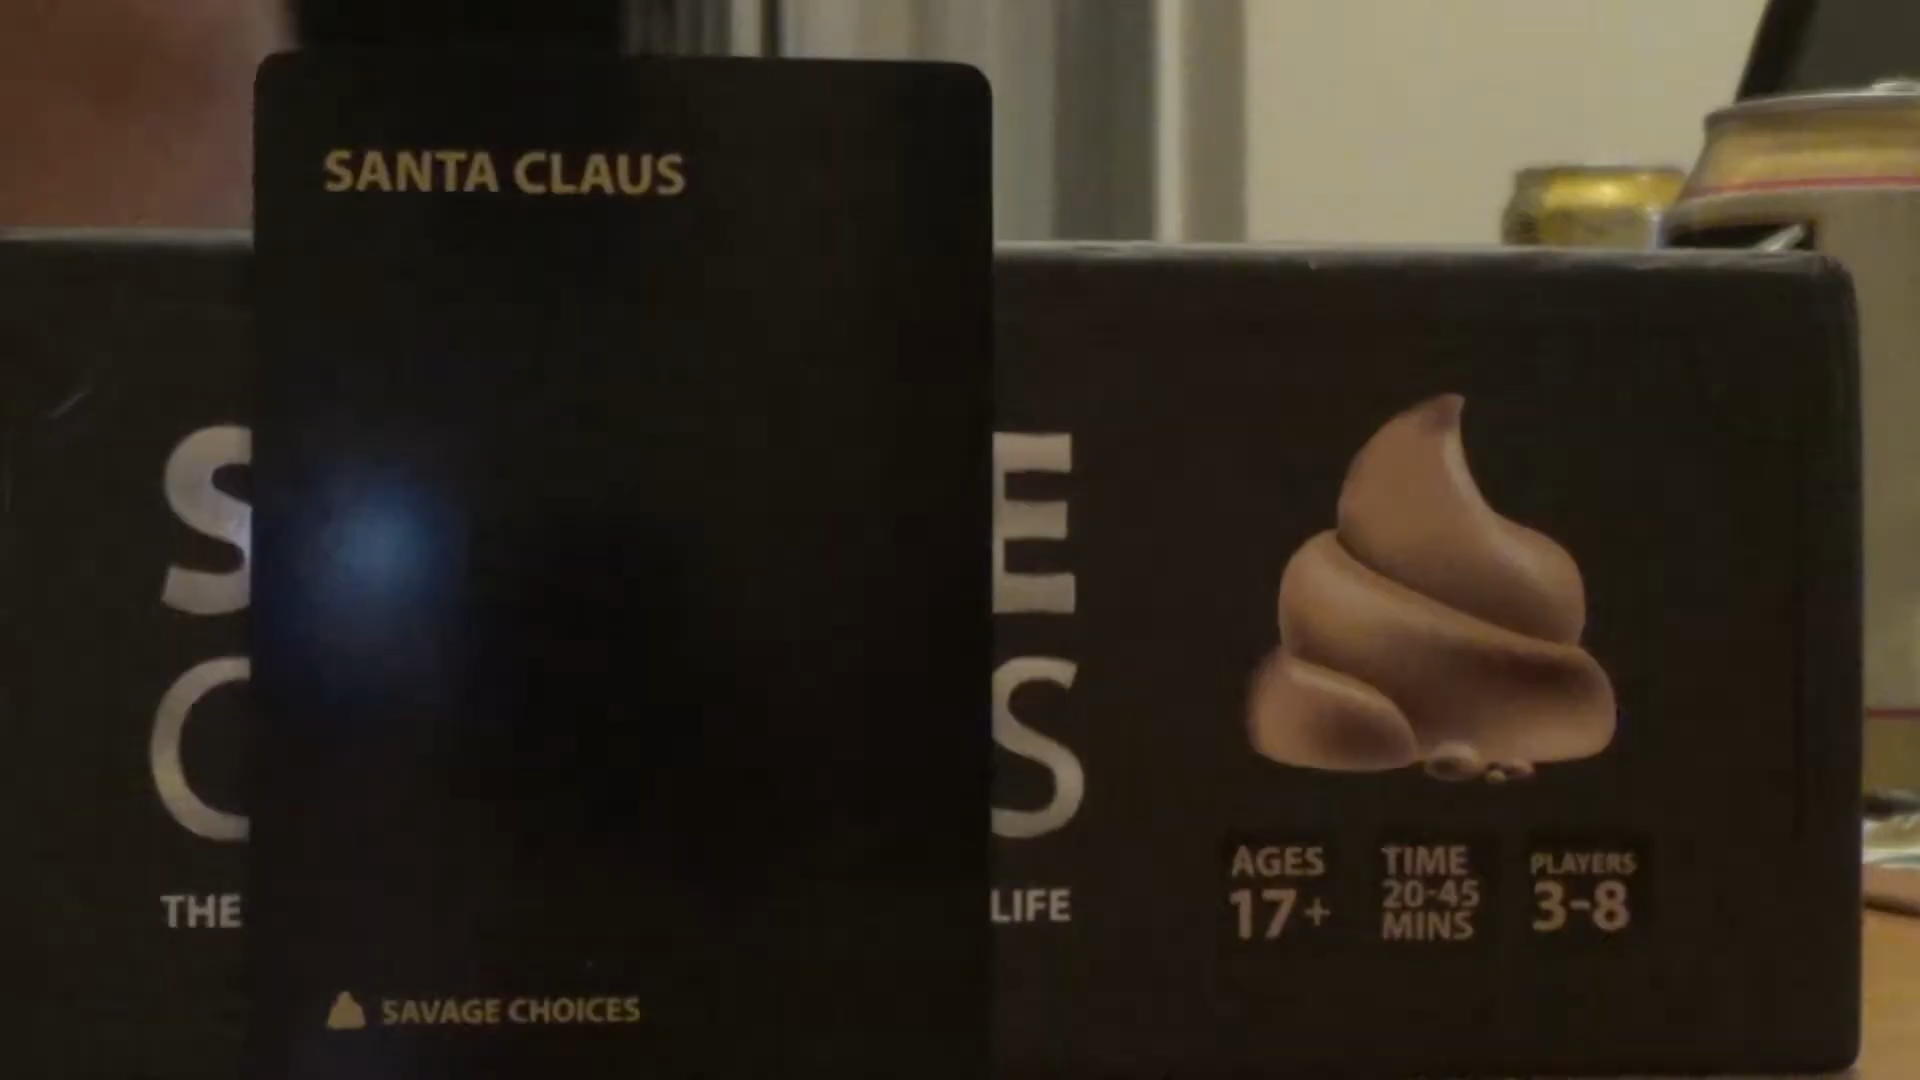 SANTA CLAUS
SAVAGE CHOICES
S E
C S
THE LIFE
AGES
17+
TIME
20-45
MINS
PLAYERS
3-8